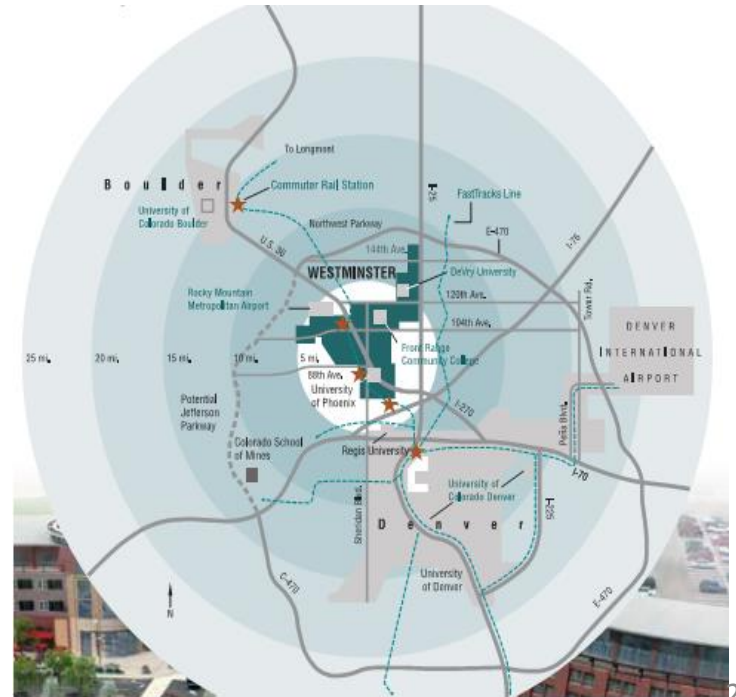 To Longmont
Boulder
Commuter Rail Station
University of
Colorado Boulder
FastTracks Line
I-25
Northwest Parkway
E-470
I-76
U.S. 36
144th Ave.
WESTMINSTER
DeVry University
Rocky Mountain
Metropolitan Airport
120th Ave.
Tower Rd.
104th Ave.
DENVER
INTERNATIONAL
AIRPORT
Front Range
Community College
25 mi.
20 mi.
15 mi.
10 mi.
5 mi.
88th Ave.
University
of Phoenix
Potential
Jefferson
Parkway
I-270
Peña Blvd.
Colorado School
of Mines
Regis University
I-70
Sheridan Blvd.
University of
Colorado Denver
I-225
Denver
University
of Denver
C-470
E-470
N